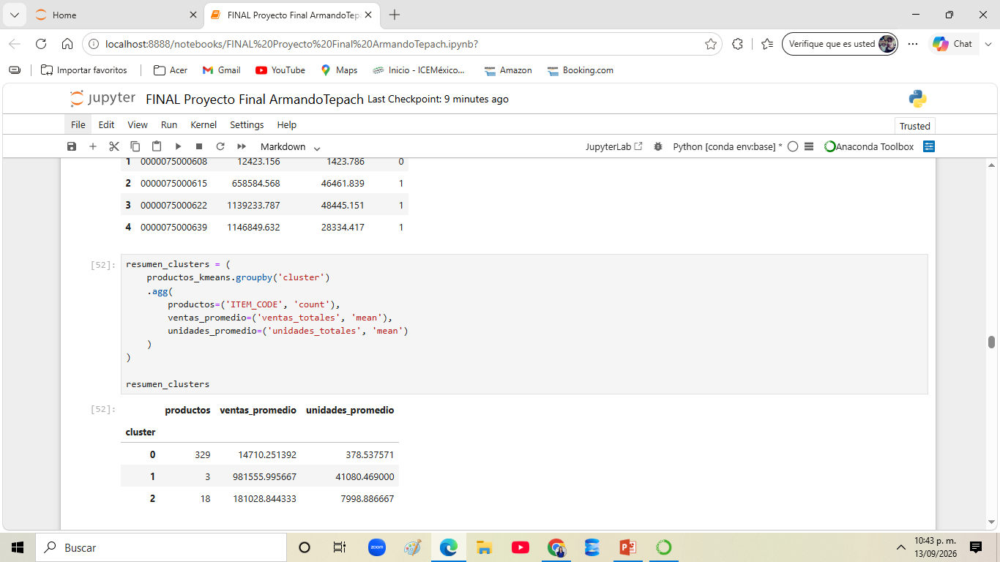 Home
FINAL Proyecto Final ArmandoTepa
localhost:8888/notebooks/FINAL%20Proyecto%20Final%20ArmandoTepach.ipynb?
Verifique que es usted
Chat
Importar favoritos
Acer
Gmail
YouTube
Maps
Inicio - ICEMéxico...
Amazon
Booking.com
jupyter FINAL Proyecto Final ArmandoTepach Last Checkpoint: 9 minutes ago
File Edit View Run Kernel Settings Help
Trusted
Markdown
JupyterLab
Python [conda env:base] *
Anaconda Toolbox
1 0000075000608 12423.156 1423.786 0
2 0000075000615 658584.568 46461.839 1
3 0000075000622 1139233.787 48445.151 1
4 0000075000639 1146849.632 28334.417 1
[52]:
resumen_clusters = (
    productos_kmeans.groupby('cluster')
    .agg(
        productos=('ITEM_CODE', 'count'),
        ventas_promedio=('ventas_totales', 'mean'),
        unidades_promedio=('unidades_totales', 'mean')
    )
)
resumen_clusters
[52]:
productos ventas_promedio unidades_promedio
cluster
0 329 14710.251392 378.537571
1 3 981555.995667 41080.469000
2 18 181028.844333 7998.886667
Buscar
zoom
10:43 p. m.
13/09/2026